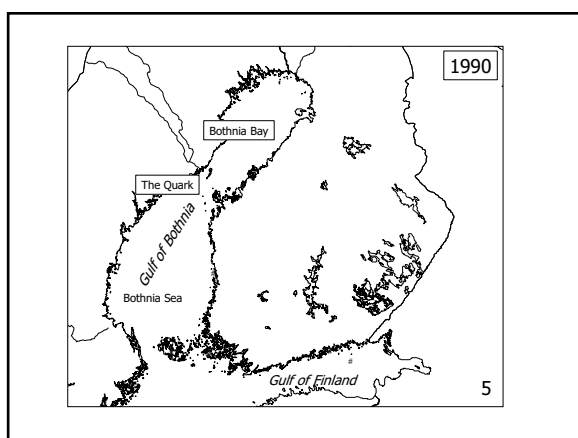 1990
Bothnia Bay
The Quark
Gulf of Bothnia
Bothnia Sea
#
Gulf of Finland
5